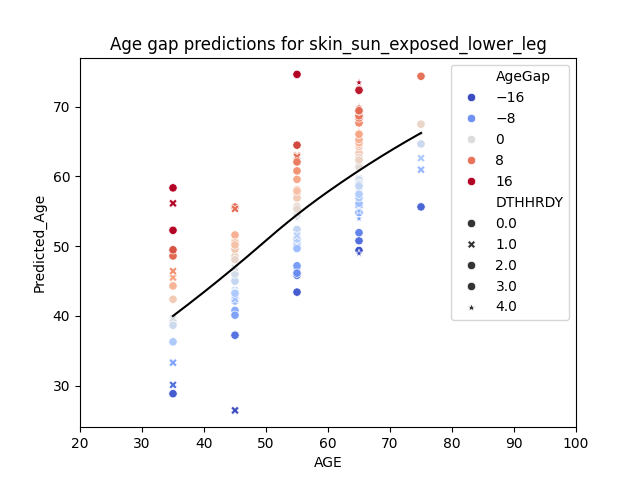 Age gap predictions for skin_sun_exposed_lower_leg
Predicted_Age
70
60
50
40
30
20 30 40 50 60 70 80 90 100
AGE
AgeGap
−16
−8
0
8
16
DTHHRDY
0.0
1.0
2.0
3.0
4.0